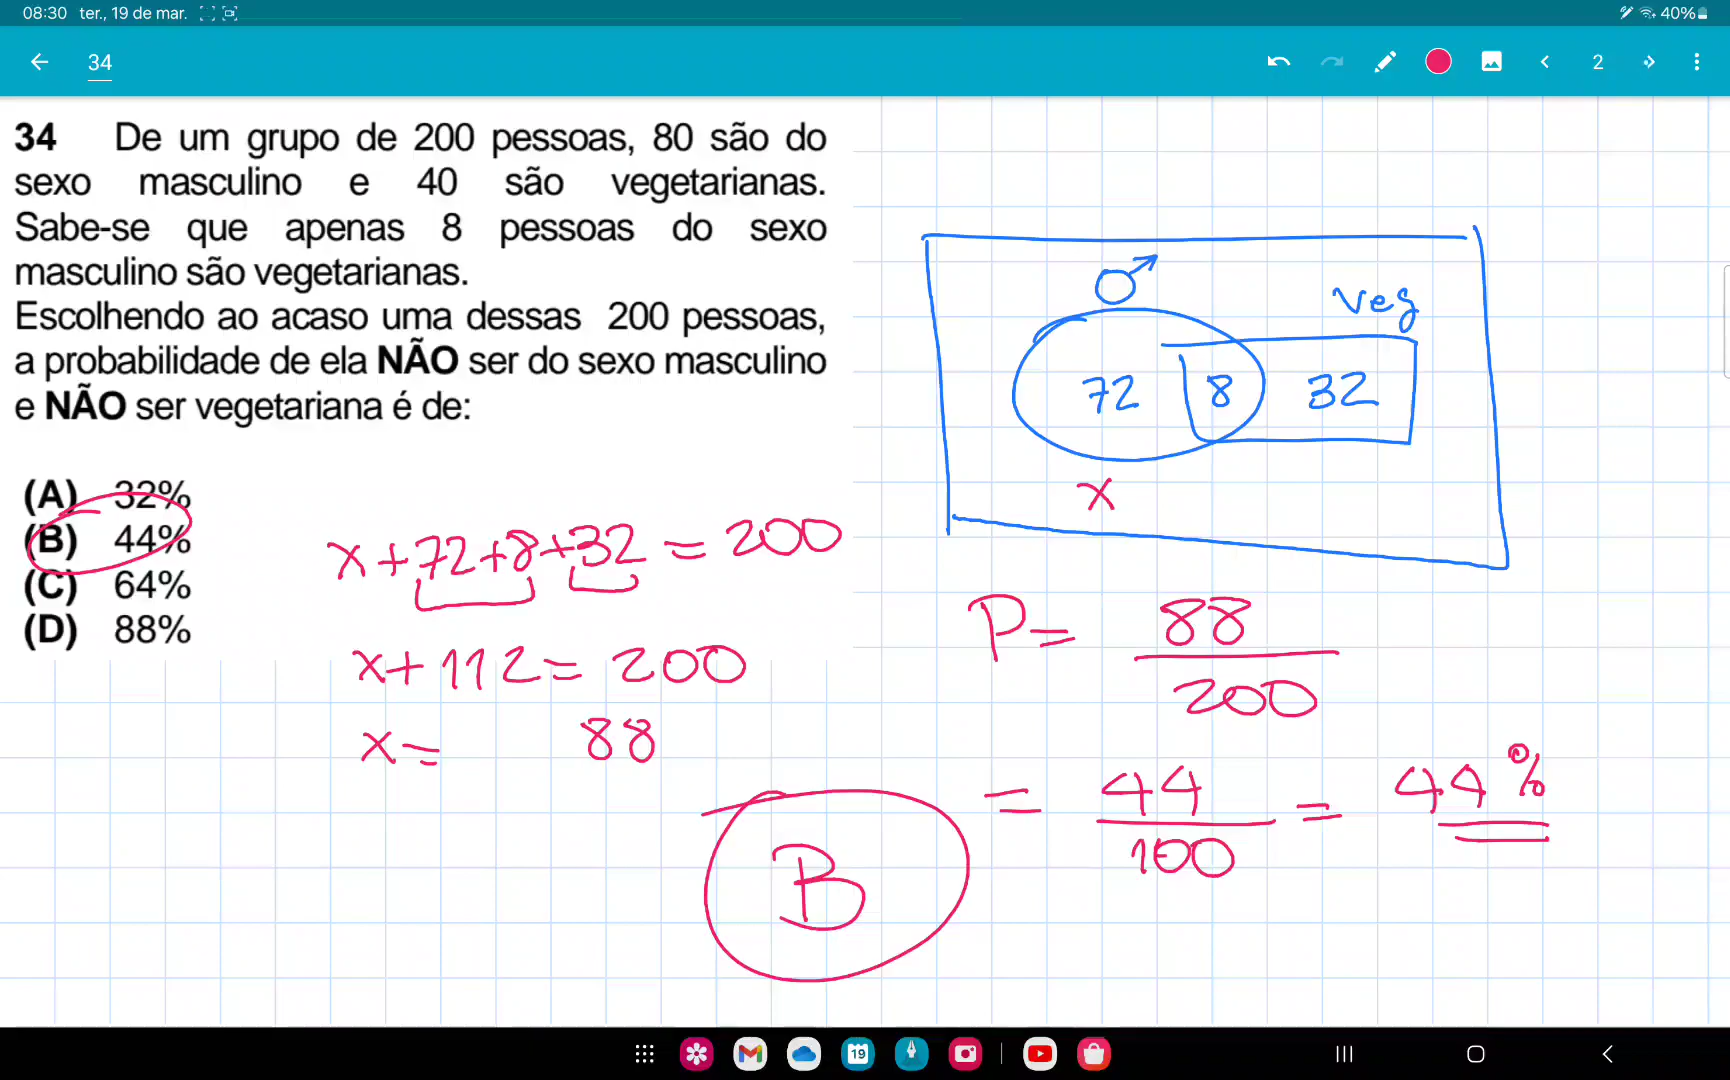 08:30 ter., 19 de mar.
40%
34
2
34 De um grupo de 200 pessoas, 80 são do
sexo masculino e 40 são vegetarianas.
Sabe-se que apenas 8 pessoas do sexo
masculino são vegetarianas.
Escolhendo ao acaso uma dessas 200 pessoas,
a probabilidade de ela NÃO ser do sexo masculino
e NÃO ser vegetariana é de:
(A) 32%
(B) 44%
(C) 64%
(D) 88%
x+72+8+32=200
x+112=200
x= 88
♂
veg
72 8 32
x
P= 88
200
= 44 = 44%
100
B
19